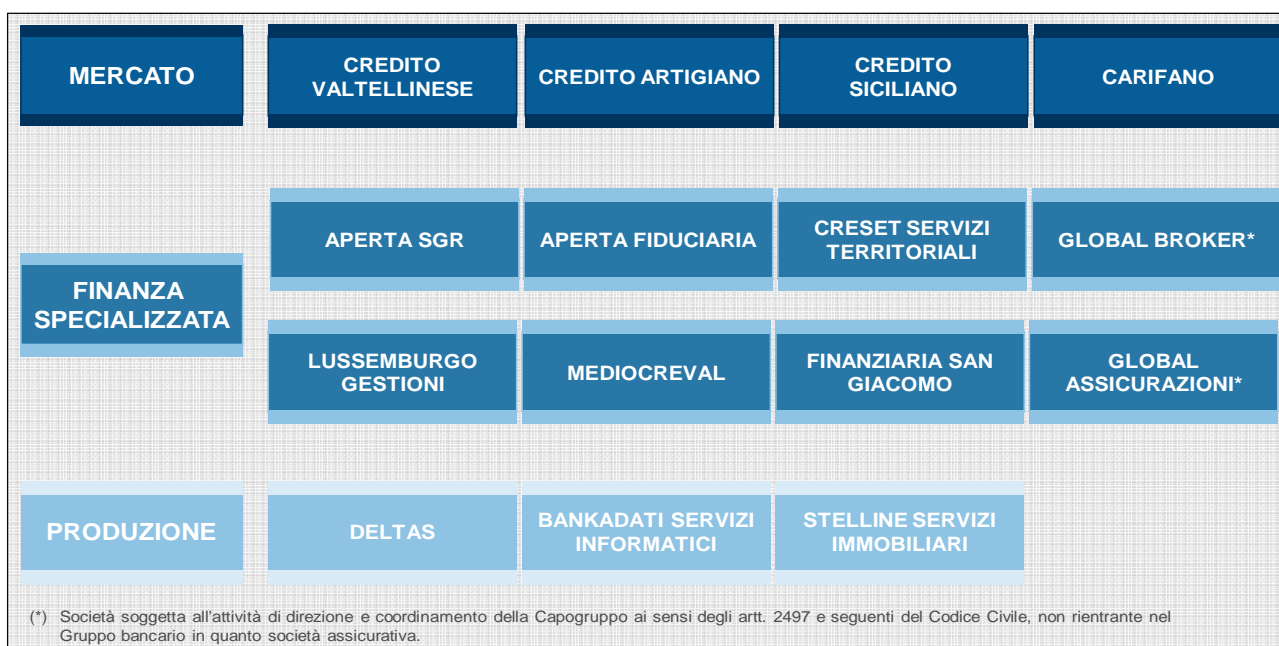 MERCATO
CREDITO
VALTELLINESE
CREDITO ARTIGIANO
CREDITO
SICILIANO
CARIFANO
FINANZA
SPECIALIZZATA
APERTA SGR
APERTA FIDUCIARIA
CRESET SERVIZI
TERRITORIALI
GLOBAL BROKER*
LUSSEMBURGO
GESTIONI
MEDIOCREVAL
FINANZIARIA SAN
GIACOMO
GLOBAL
ASSICURAZIONI*
PRODUZIONE
DELTAS
BANKADATI SERVIZI
INFORMATICI
STELLINE SERVIZI
IMMOBILIARI
(*) Società soggetta all'attività di direzione e coordinamento della Capogruppo ai sensi degli artt. 2497 e seguenti del Codice Civile, non rientrante nel
Gruppo bancario in quanto società assicurativa.